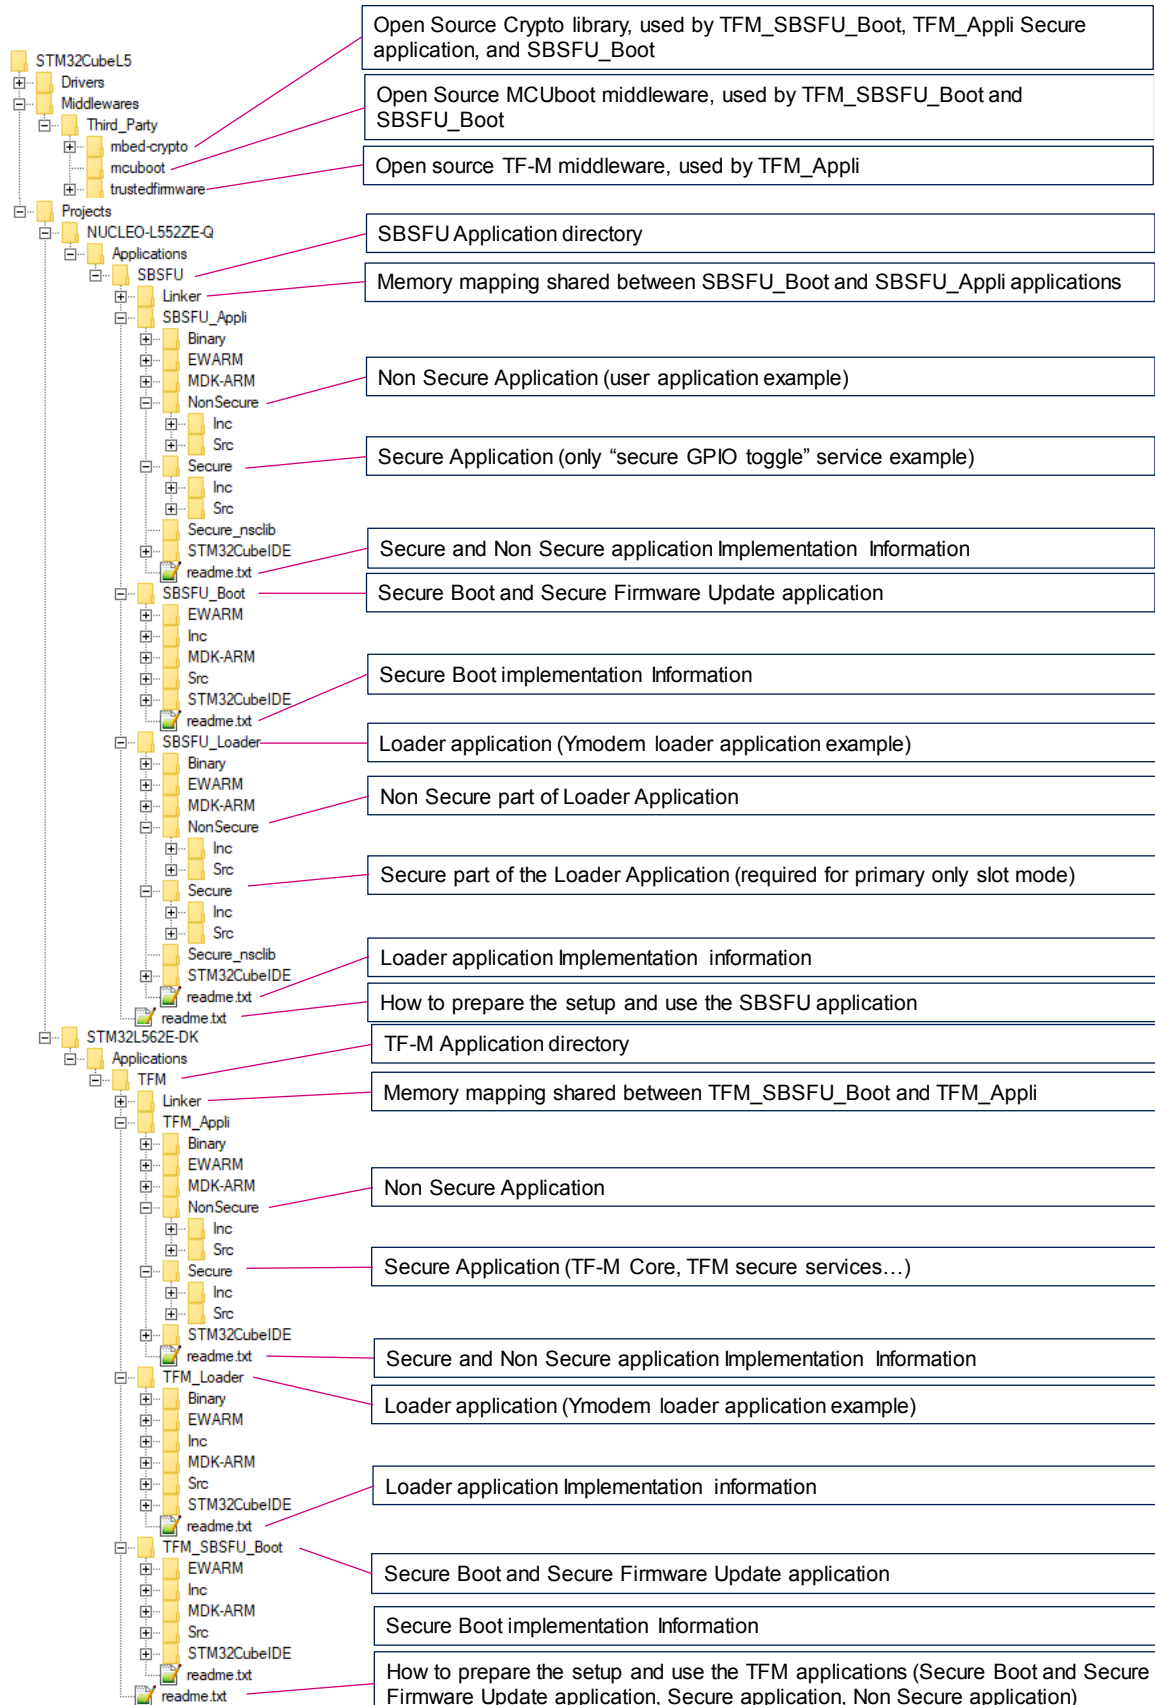 Open Source Crypto library, used by TFM_SBSFU_Boot, TFM_Appli Secure
application, and SBSFU_Boot
STM32CubeL5
Drivers
Middlewares
Open Source MCUboot middleware, used by TFM_SBSFU_Boot and
SBSFU_Boot
Third_Party
mbed-crypto
mcuboot
Open source TF-M middleware, used by TFM_Appli
trustedfirmware
Projects
NUCLEO-L552ZE-Q
SBSFU Application directory
Applications
SBSFU
Memory mapping shared between SBSFU_Boot and SBSFU_Appli applications
Linker
SBSFU_Appli
Binary
EWARM
MDK-ARM
Non Secure Application (user application example)
NonSecure
Inc
Src
Secure Application (only “secure GPIO toggle” service example)
Secure
Inc
Src
Secure_nsclib
STM32CubeIDE
Secure and Non Secure application Implementation Information
readme.txt
SBSFU_Boot
Secure Boot and Secure Firmware Update application
EWARM
Inc
MDK-ARM
Src
Secure Boot implementation Information
STM32CubeIDE
readme.txt
SBSFU_Loader
Loader application (Ymodem loader application example)
Binary
EWARM
MDK-ARM
Non Secure part of Loader Application
NonSecure
Inc
Src
Secure part of the Loader Application (required for primary only slot mode)
Secure
Inc
Src
Secure_nsclib
Loader application Implementation information
STM32CubeIDE
readme.txt
How to prepare the setup and use the SBSFU application
readme.txt
STM32L562E-DK
TF-M Application directory
Applications
TFM
Memory mapping shared between TFM_SBSFU_Boot and TFM_Appli
Linker
TFM_Appli
Binary
EWARM
MDK-ARM
Non Secure Application
NonSecure
Inc
Src
Secure Application (TF-M Core, TFM secure services…)
Secure
Inc
Src
STM32CubeIDE
readme.txt
Secure and Non Secure application Implementation Information
TFM_Loader
Binary
Loader application (Ymodem loader application example)
EWARM
Inc
MDK-ARM
Src
Loader application Implementation information
STM32CubeIDE
readme.txt
TFM_SBSFU_Boot
EWARM
Secure Boot and Secure Firmware Update application
Inc
MDK-ARM
Src
Secure Boot implementation Information
STM32CubeIDE
readme.txt
How to prepare the setup and use the TFM applications (Secure Boot and Secure
readme.txt
Firmware Update application, Secure application, Non Secure application)